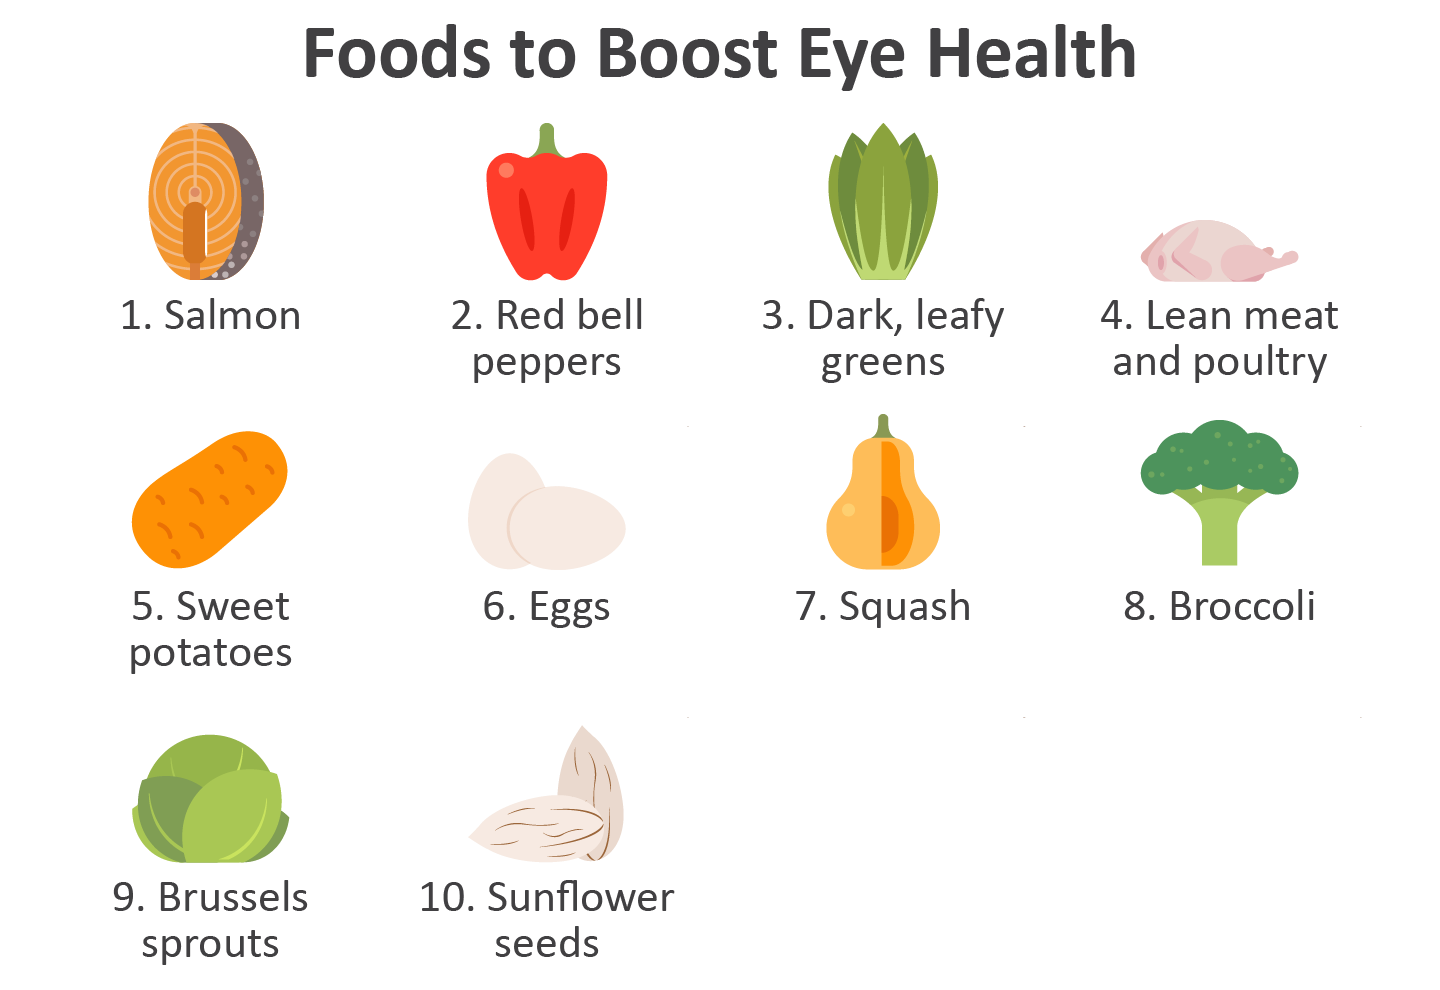 Foods to Boost Eye Health
1. Salmon
2. Red bell
peppers
3. Dark, leafy
greens
4. Lean meat
and poultry
5. Sweet
potatoes
6. Eggs
7. Squash
8. Broccoli
9. Brussels
sprouts
10. Sunflower
seeds